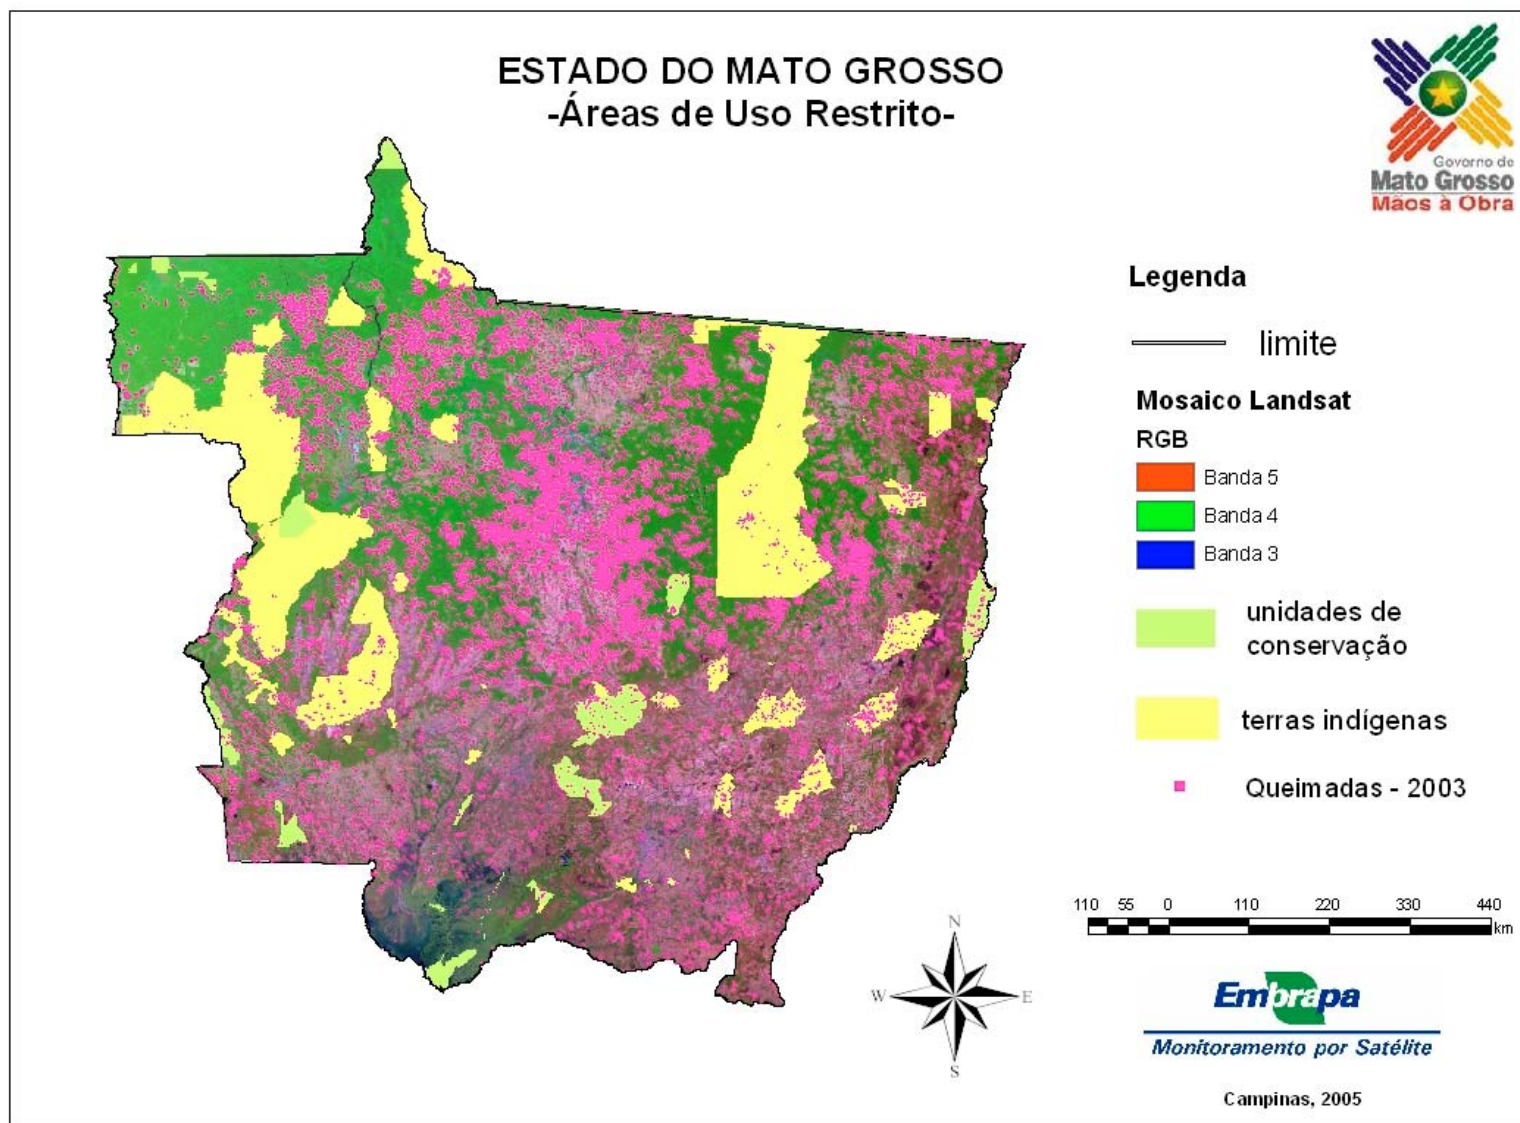 ESTADO DO MATO GROSSO
-Áreas de Uso Restrito-
Governo de
Mato Grosso
Mãos à Obra
Legenda
limite
Mosaico Landsat
RGB
Banda 5
Banda 4
Banda 3
unidades de
conservação
terras indígenas
Queimadas - 2003
110 55 0 110 220 330 440
km
N
W E
S
Embrapa
Monitoramento por Satélite
Campinas, 2005